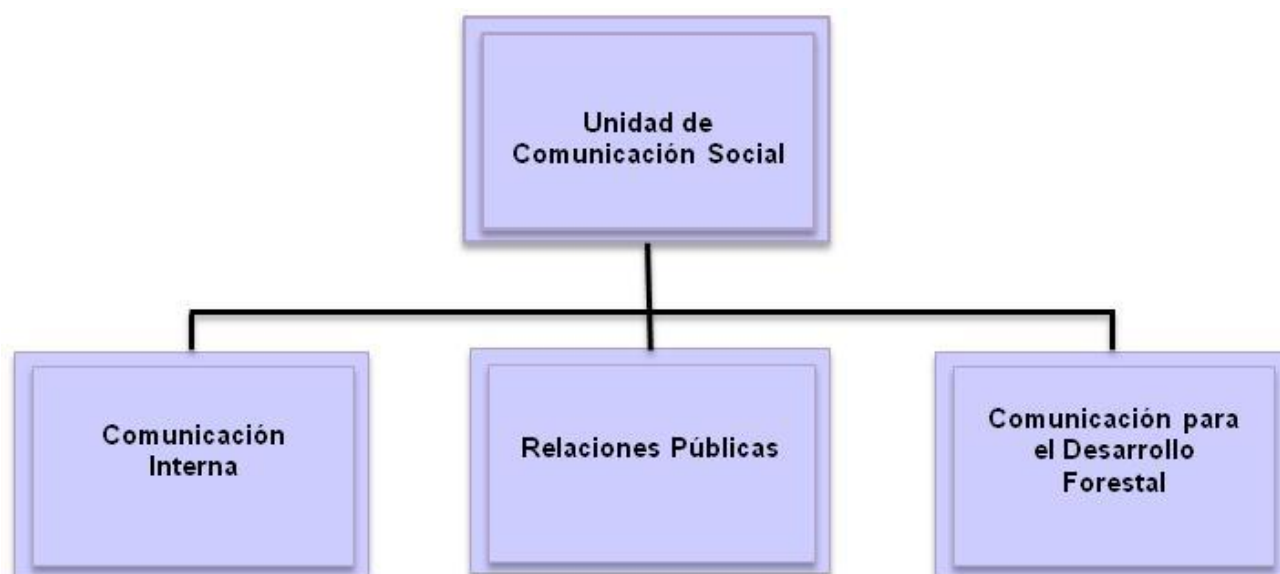 Unidad de
Comunicación Social
Comunicación
Interna
Relaciones Públicas
Comunicación para
el Desarrollo
Forestal